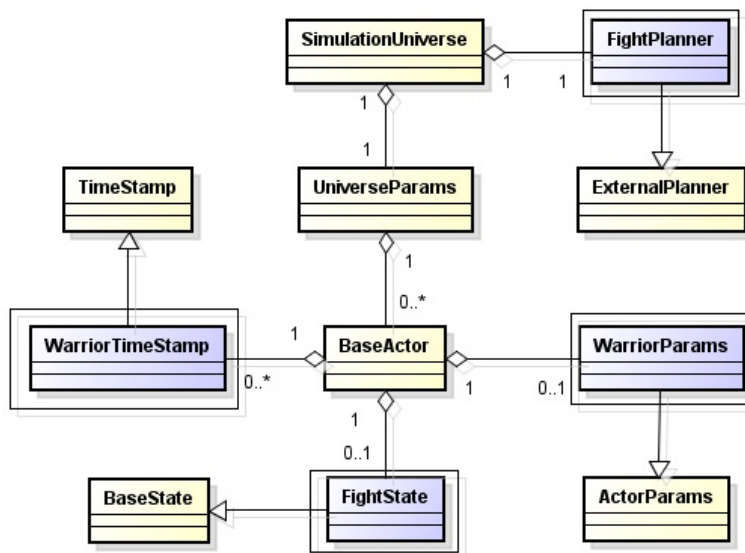 SimulationUniverse
FightPlanner
1
1
1
1
TimeStamp
UniverseParams
ExternalPlanner
1
0..*
WarriorTimeStamp
1
BaseActor
WarriorParams
0..*
1
0..1
1
0..1
BaseState
FightState
ActorParams